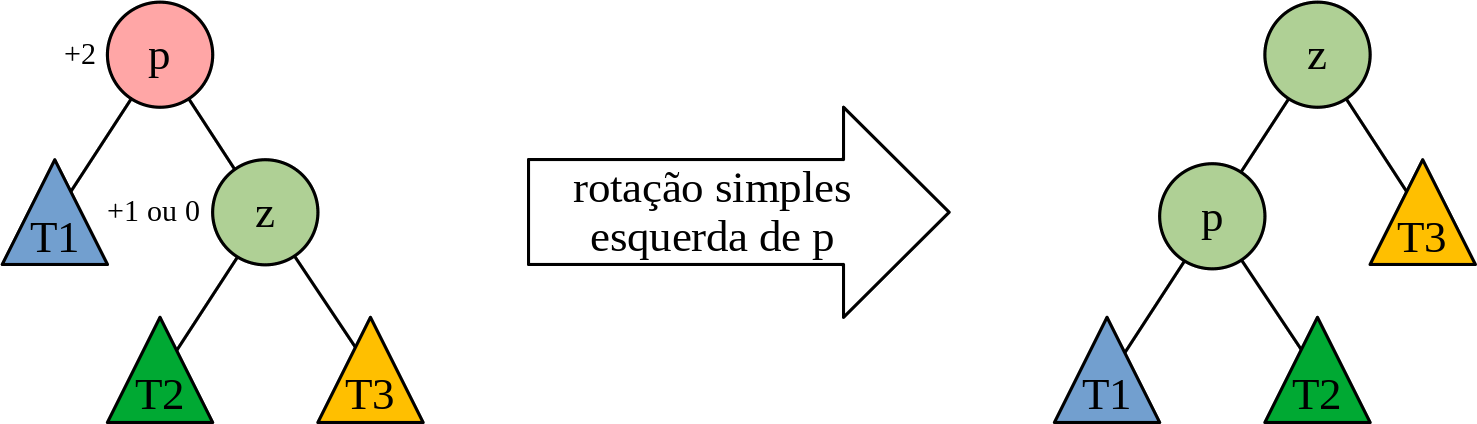 +2
p
z
T1
+1 ou 0
z
T2
T3
rotação simples
esquerda de p
z
p
T3
T1
T2